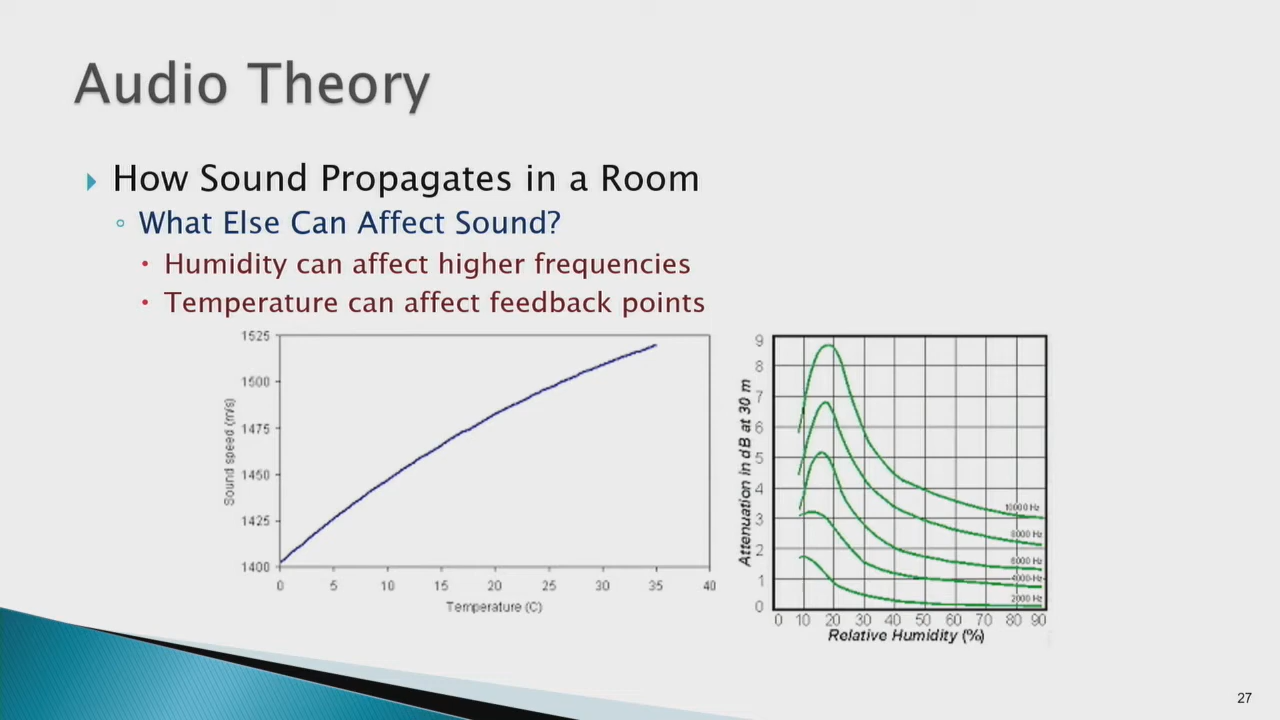 Audio Theory
How Sound Propagates in a Room
What Else Can Affect Sound?
Humidity can affect higher frequencies
Temperature can affect feedback points
1525
1500
1475
1450
1425
1400
Sound speed (m/s)
0 5 10 15 20 25 30 35 40
Temperature (C)
9
8
7
6
5
4
3
2
1
0
Attenuation in dB at 30 m
10000 Hz
8000 Hz
6000 Hz
4000 Hz
2000 Hz
0 10 20 30 40 50 60 70 80 90
Relative Humidity (%)
27